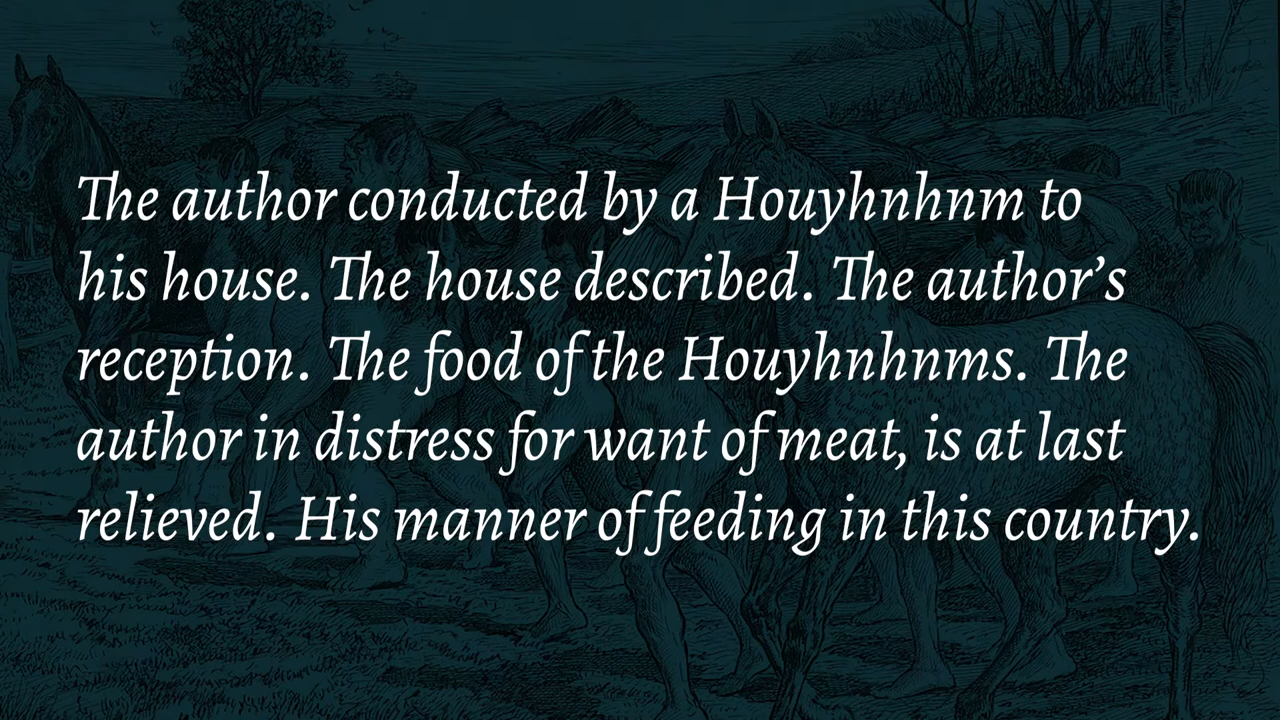 The author conducted by a Houyhnhnm to
his house. The house described. The author’s
reception. The food of the Houyhnhnms. The
author in distress for want of meat, is at last
relieved. His manner of feeding in this country.